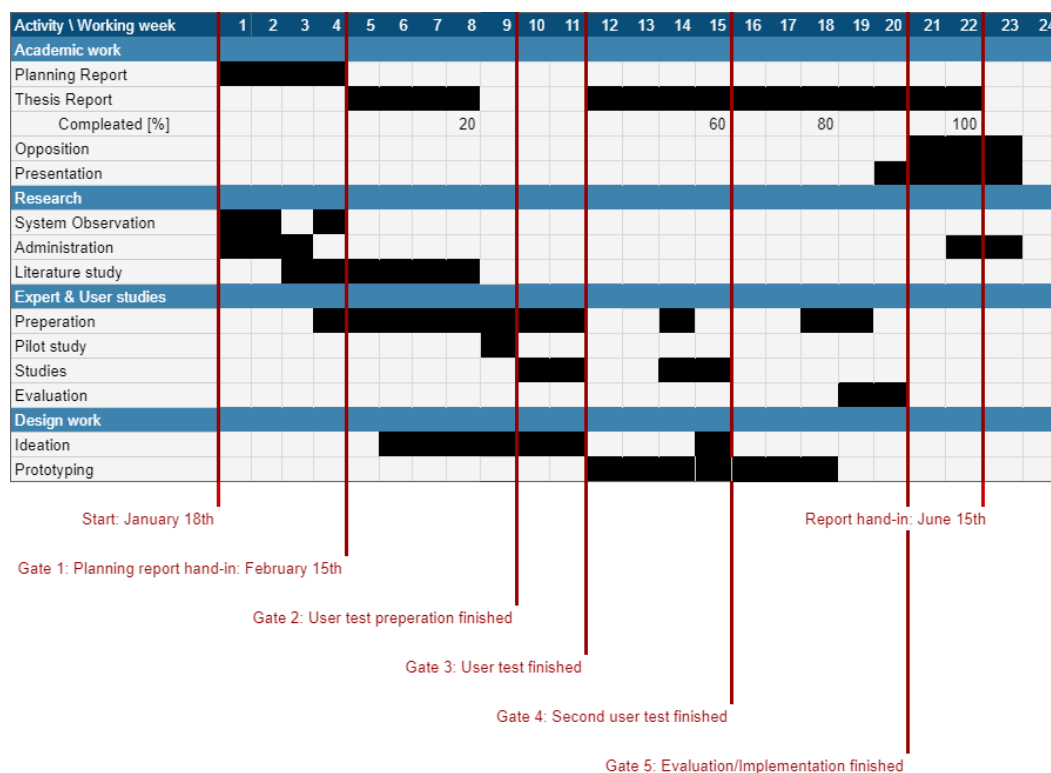 Activity \ Working week 1 2 3 4 5 6 7 8 9 10 11 12 13 14 15 16 17 18 19 20 21 22 23 24
Academic work
Planning Report
Thesis Report
Compleated [%] 20 60 80 100
Opposition
Presentation
Research
System Observation
Administration
Literature study
Expert & User studies
Preperation
Pilot study
Studies
Evaluation
Design work
Ideation
Prototyping
Start: January 18th
Report hand-in: June 15th
Gate 1: Planning report hand-in: February 15th
Gate 2: User test preperation finished
Gate 3: User test finished
Gate 4: Second user test finished
Gate 5: Evaluation/Implementation finished